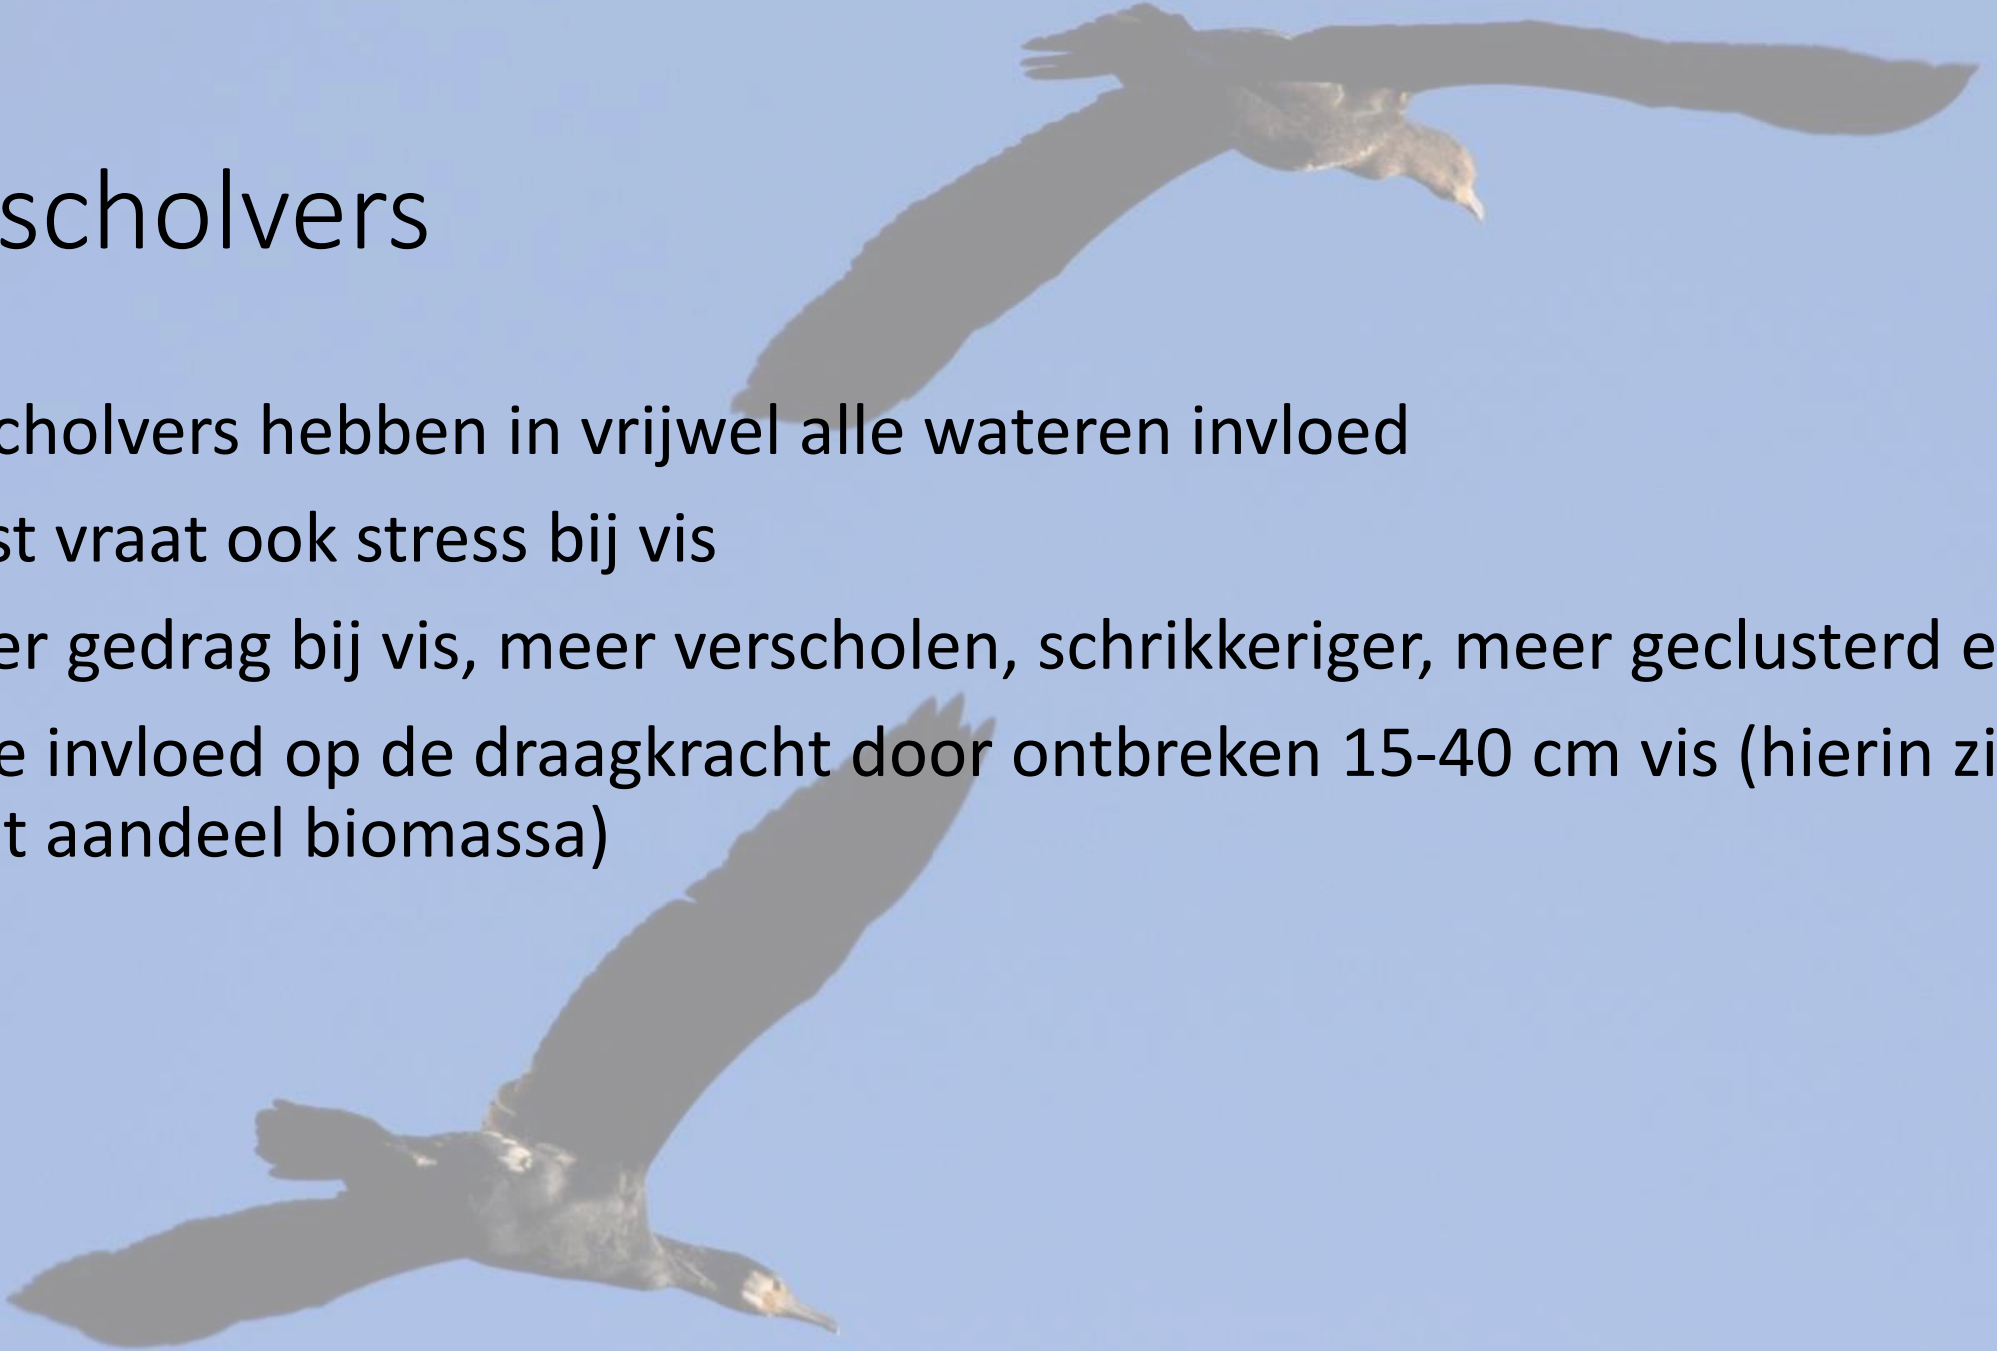 scholvers
cholvers hebben in vrijwel alle wateren invloed
st vraat ook stress bij vis
er gedrag bij vis, meer verscholen, schrikkeriger, meer geclusterd e
e invloed op de draagkracht door ontbreken 15-40 cm vis (hierin zi
t aandeel biomassa)